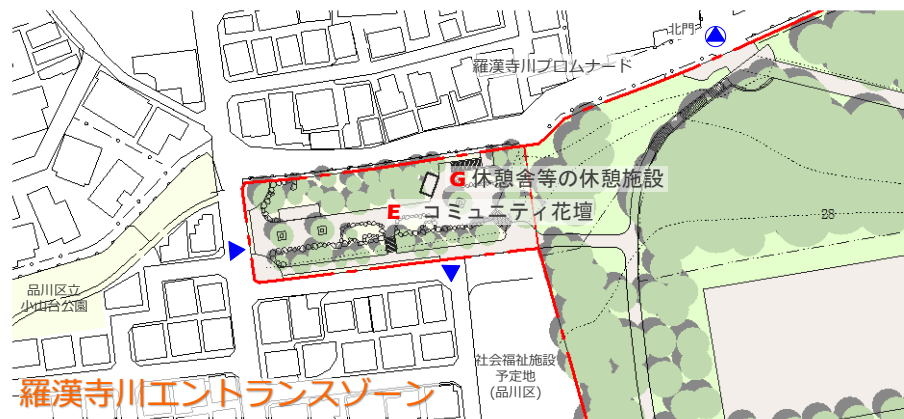 北門
羅漢寺川プロムナード
G 休憩舎等の休憩施設
E コミュニティ花壇
28
品川区立
小山台公園
社会福祉施設
予定地
(品川区)
羅漢寺川エントランスゾーン